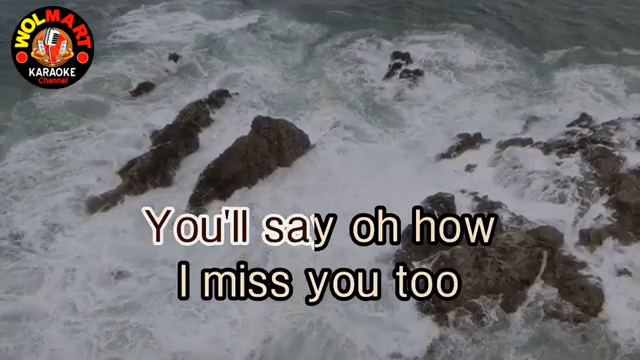 WOLMART
KARAOKE
Channel
You'll say oh how
I miss you too